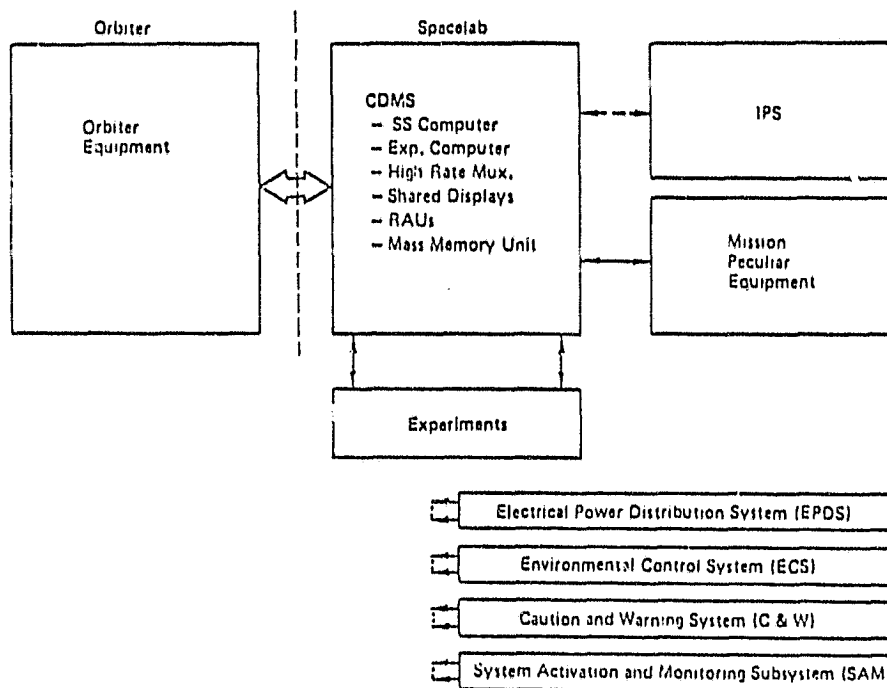 Orbiter
Spacelab
Orbiter
Equipment
CDMS
– SS Computer
– Exp. Computer
– High Rate Mux.
– Shared Displays
– RAUs
– Mass Memory Unit
IPS
Mission
Peculiar
Equipment
Experiments
Electrical Power Distribution System (EPDS)
Environmental Control System (ECS)
Caution and Warning System (C & W)
System Activation and Monitoring Subsystem (SAM